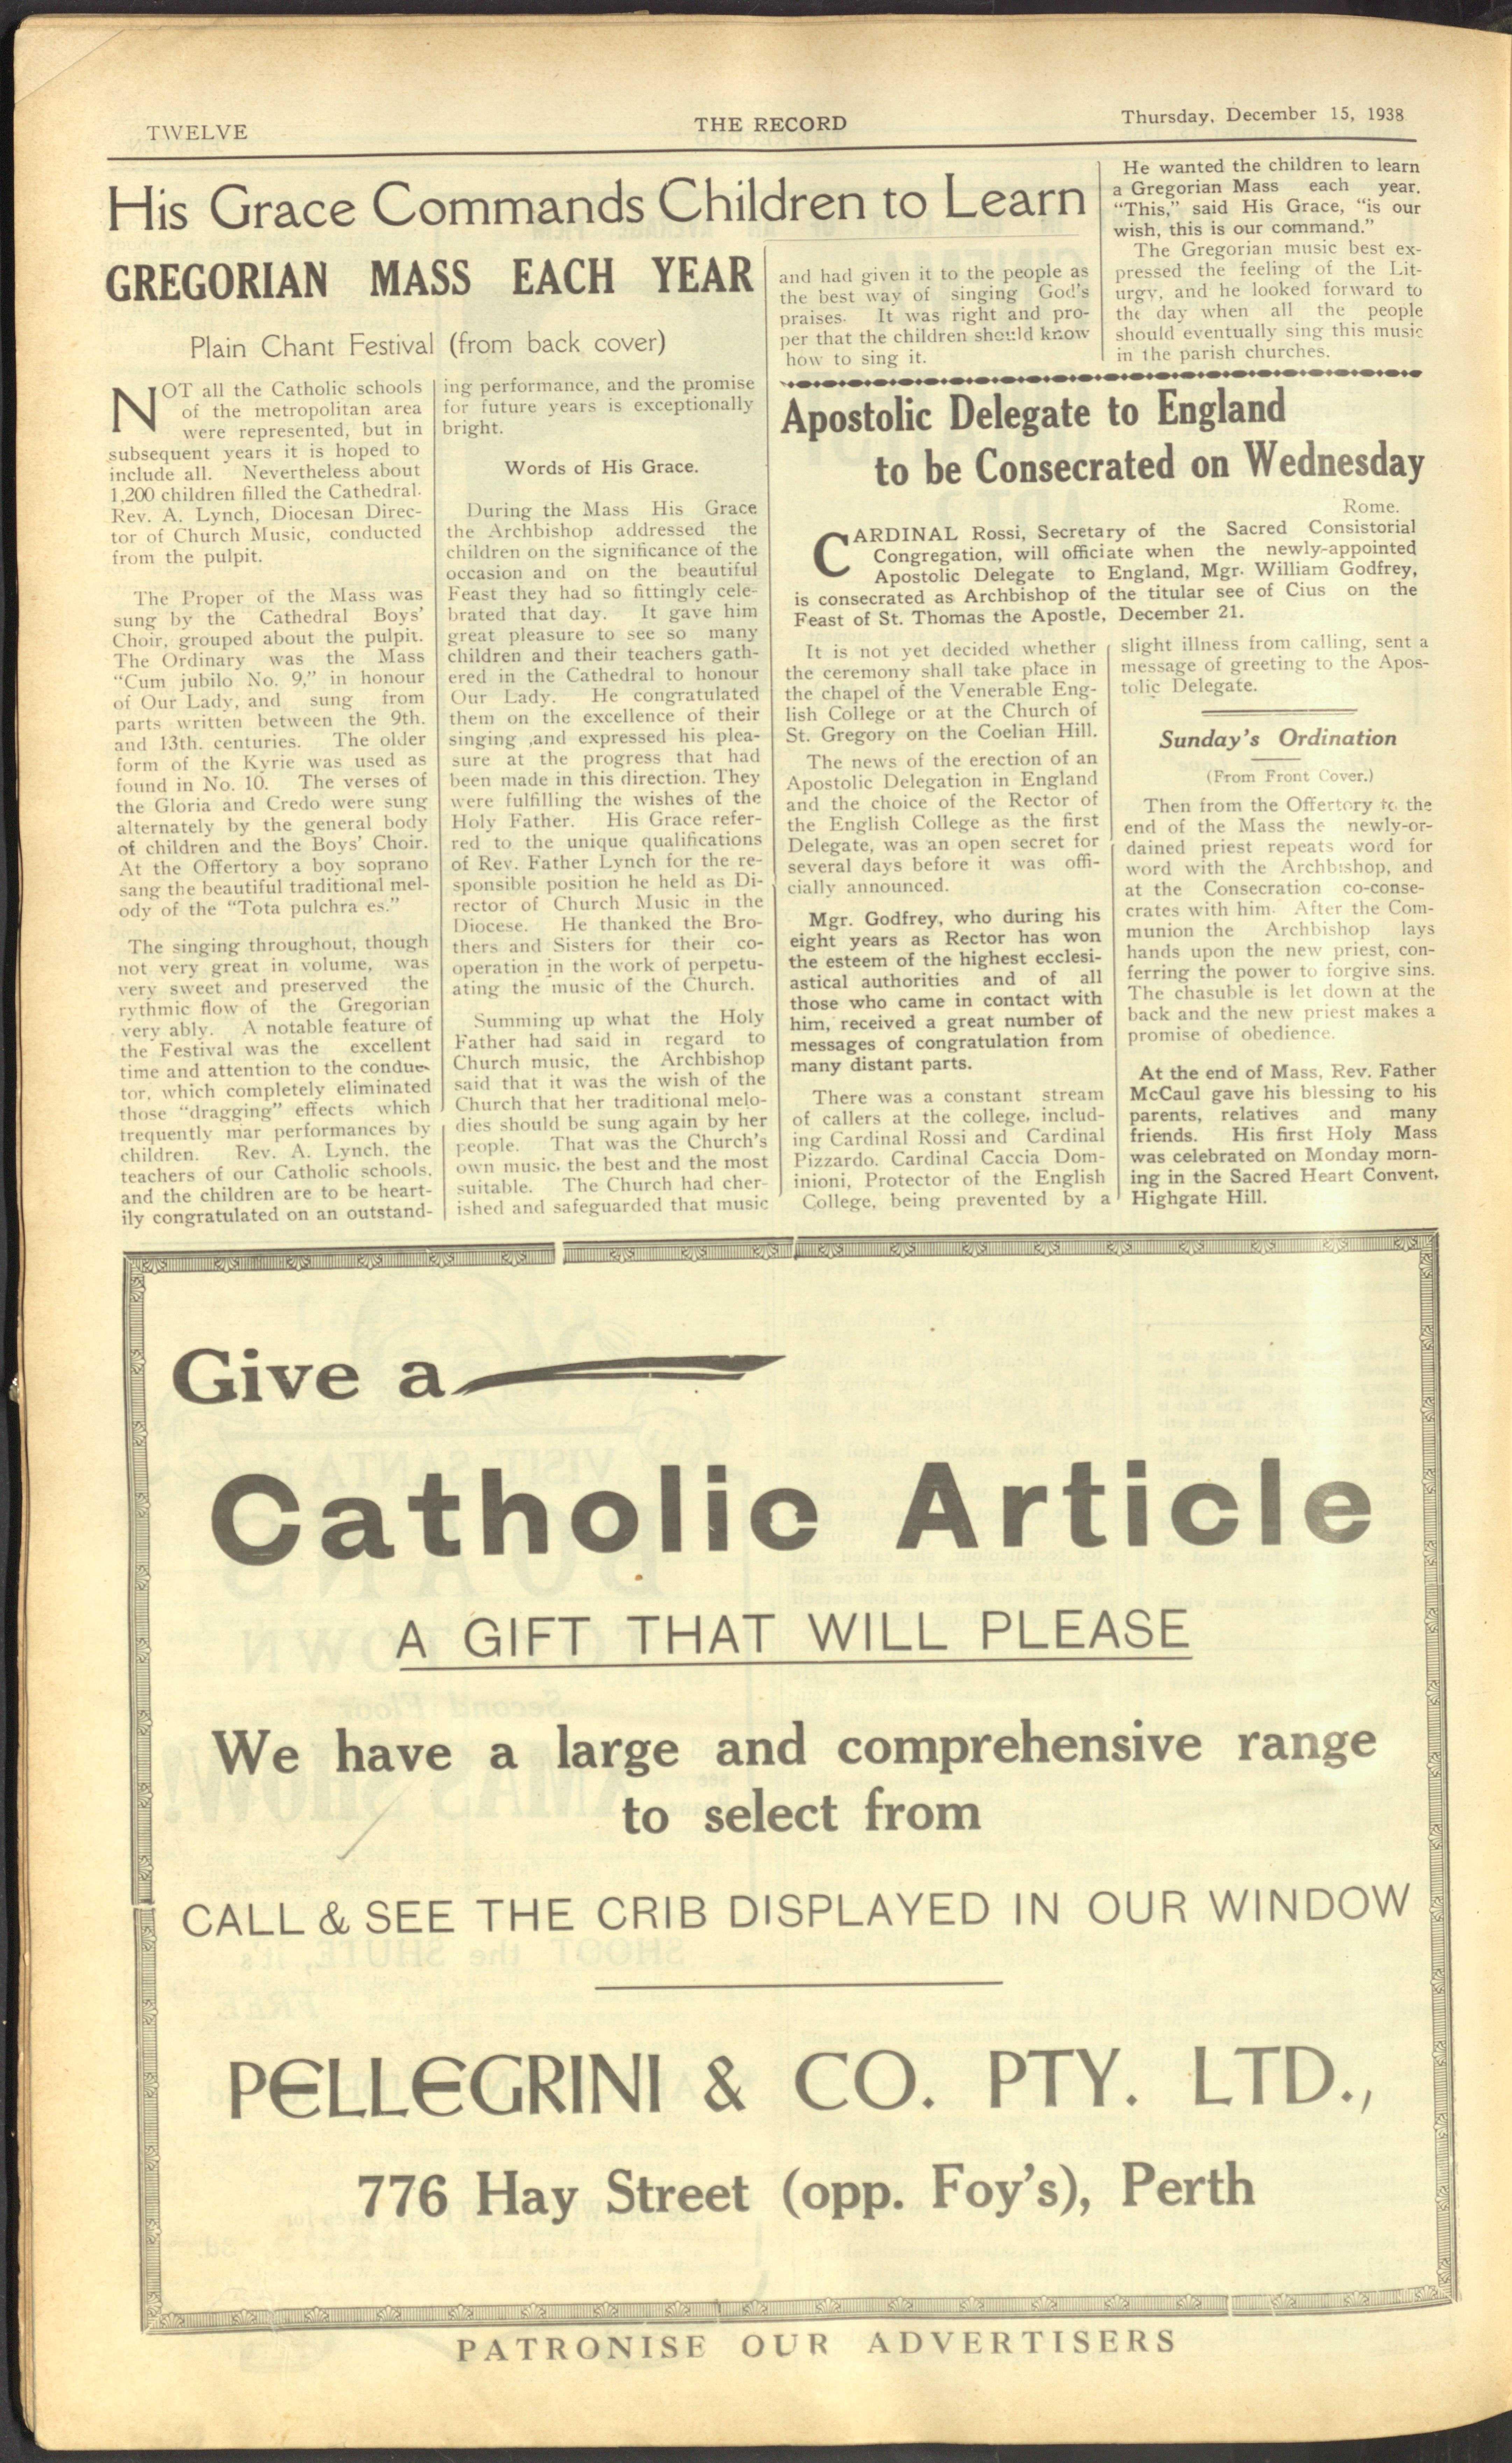 TWELVE
THE RECORD
Thursday, December 15, 1938
His Grace Commands Children to Learn
GREGORIAN MASS EACH YEAR
Plain Chant Festival (from back cover)
NOT all the Catholic schools
of the metropolitan area
were represented, but in
subsequent years it is hoped to
include all. Nevertheless about
1,200 children filled the Cathedral.
Rev. A. Lynch, Diocesan Direc-
tor of Church Music, conducted
from the pulpit.
The Proper of the Mass was
sung by the Cathedral Boys'
Choir, grouped about the pulpit.
The Ordinary was the Mass
"Cum jubilo No. 9," in honour
of Our Lady, and sung from
parts written between the 9th.
and 13th. centuries. The older
form of the Kyrie was used as
found in No. 10. The verses of
the Gloria and Credo were sung
alternately by the general body
of children and the Boys' Choir.
At the Offertory a boy soprano
sang the beautiful traditional mel-
ody of the "Tota pulchra es."
The singing throughout, though
not very great in volume, was
very sweet and preserved the
rythmic flow of the Gregorian
very ably. A notable feature of
the Festival was the excellent
time and attention to the conduc-
tor, which completely eliminated
those "dragging" effects which
frequently mar performances by
children. Rev. A. Lynch, the
teachers of our Catholic schools,
and the children are to be heart-
ily congratulated on an outstand-
ing performance, and the promise
for future years is exceptionally
bright.
Words of His Grace.
During the Mass His Grace
the Archbishop addressed the
children on the significance of the
occasion and on the beautiful
Feast they had so fittingly cele-
brated that day. It gave him
great pleasure to see so many
children and their teachers gath-
ered in the Cathedral to honour
Our Lady. He congratulated
them on the excellence of their
singing ,and expressed his plea-
sure at the progress that had
been made in this direction. They
were fulfilling the wishes of the
Holy Father. His Grace refer-
red to the unique qualifications
of Rev. Father Lynch for the re-
sponsible position he held as Di-
rector of Church Music in the
Diocese. He thanked the Bro-
thers and Sisters for their co-
operation in the work of perpetu-
ating the music of the Church.
Summing up what the Holy
Father had said in regard to
Church music, the Archbishop
said that it was the wish of the
Church that her traditional melo-
dies should be sung again by her
people. That was the Church's
own music, the best and the most
suitable. The Church had cher-
ished and safeguarded that music
and had given it to the people as
the best way of singing God's
praises. It was right and pro-
per that the children should know
how to sing it.
He wanted the children to learn
a Gregorian Mass each year.
"This," said His Grace, "is our
wish, this is our command."
The Gregorian music best ex-
pressed the feeling of the Lit-
urgy, and he looked forward to
the day when all the people
should eventually sing this music
in the parish churches.
Apostolic Delegate to England
to be Consecrated on Wednesday
Rome.
CARDINAL Rossi, Secretary of the Sacred Consistorial
Congregation, will officiate when the newly-appointed
Apostolic Delegate to England, Mgr. William Godfrey,
is consecrated as Archbishop of the titular see of Cius on the
Feast of St. Thomas the Apostle, December 21.
It is not yet decided whether
the ceremony shall take place in
the chapel of the Venerable Eng-
lish College or at the Church of
St. Gregory on the Coelian Hill.
The news of the erection of an
Apostolic Delegation in England
and the choice of the Rector of
the English College as the first
Delegate, was an open secret for
several days before it was offi-
cially announced.
Mgr. Godfrey, who during his
eight years as Rector has won
the esteem of the highest ecclesi-
astical authorities and of all
those who came in contact with
him, received a great number of
messages of congratulation from
many distant parts.
There was a constant stream
of callers at the college, includ-
ing Cardinal Rossi and Cardinal
Pizzardo. Cardinal Caccia Dom-
inioni, Protector of the English
College, being prevented by a
slight illness from calling, sent a
message of greeting to the Apos-
tolic Delegate.
Sunday's Ordination
(From Front Cover.)
Then from the Offertory to the
end of the Mass the newly-or-
dained priest repeats word for
word with the Archbishop, and
at the Consecration co-conse-
crates with him. After the Com-
munion the Archbishop lays
hands upon the new priest, con-
ferring the power to forgive sins.
The chasuble is let down at the
back and the new priest makes a
promise of obedience.
At the end of Mass, Rev. Father
McCaul gave his blessing to his
parents, relatives and many
friends. His first Holy Mass
was celebrated on Monday morn-
ing in the Sacred Heart Convent,
Highgate Hill.
Give a
Catholic Article
A GIFT THAT WILL PLEASE
We have a large and comprehensive range
to select from
CALL & SEE THE CRIB DISPLAYED IN OUR WINDOW
PELLEGRINI & CO. PTY. LTD.,
776 Hay Street (opp. Foy's), Perth
PATRONISE OUR ADVERTISERS